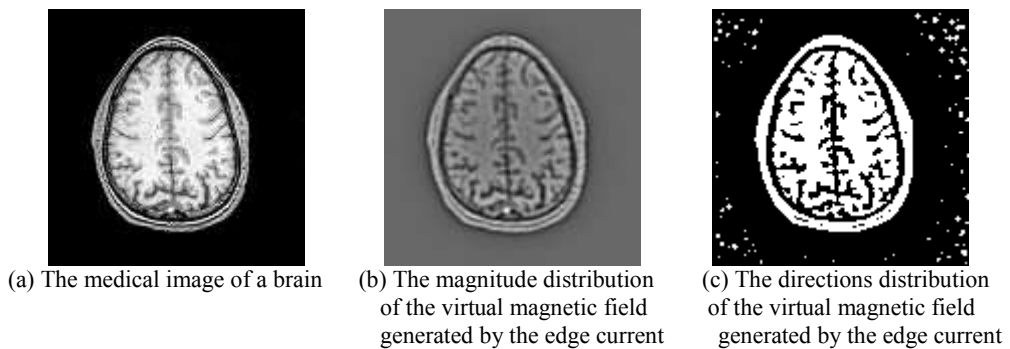 (a) The medical image of a brain
(b) The magnitude distribution
of the virtual magnetic field
generated by the edge current
(c) The directions distribution
of the virtual magnetic field
generated by the edge current